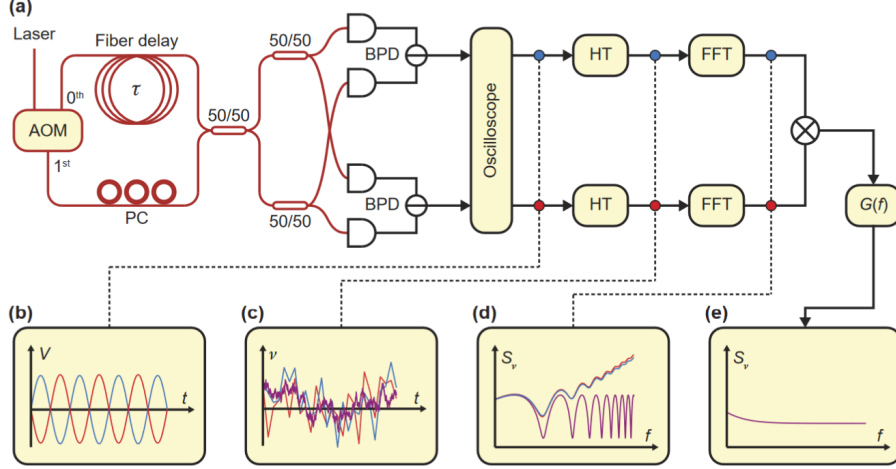 (a)
Laser
Fiber delay
τ
0th
AOM
1st
PC
50/50
50/50
50/50
BPD
BPD
Oscilloscope
HT
FFT
HT
FFT
G(f)
(b)
V
t
(c)
ν
t
(d)
Sν
f
(e)
Sν
f